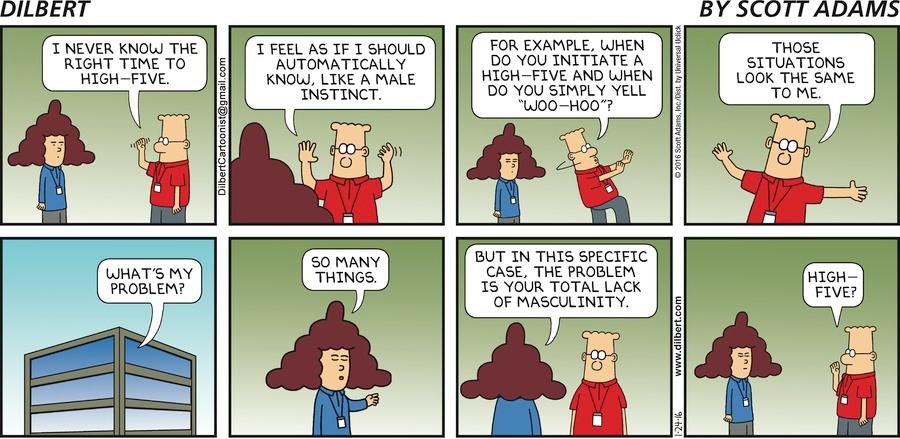 DILBERT
BY SCOTT ADAMS
I NEVER KNOW THE
RIGHT TIME TO
HIGH-FIVE.
DilbertCartoonist@gmail.com
I FEEL AS IF I SHOULD
AUTOMATICALLY
KNOW, LIKE A MALE
INSTINCT.
FOR EXAMPLE, WHEN
DO YOU INITIATE A
HIGH-FIVE AND WHEN
DO YOU SIMPLY YELL
"WOO-HOO"?
© 2016 Scott Adams, Inc./Dist. by Universal Uclick
THOSE
SITUATIONS
LOOK THE SAME
TO ME.
WHAT'S MY
PROBLEM?
SO MANY
THINGS.
BUT IN THIS SPECIFIC
CASE, THE PROBLEM
IS YOUR TOTAL LACK
OF MASCULINITY.
1-24-16
www.dilbert.com
HIGH-
FIVE?